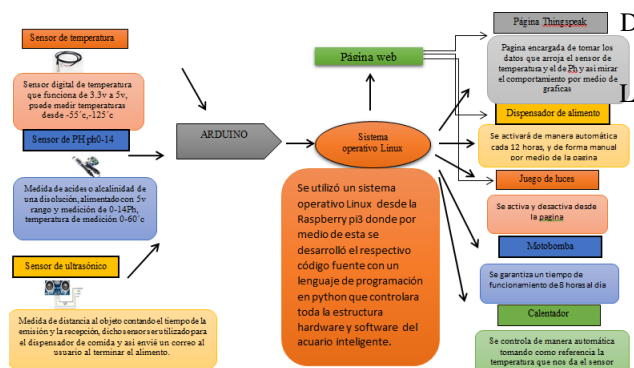 Sensor de temperatura
Sensor digital de temperatura
que funciona de 3.3v a 5v,
puede medir temperaturas
desde -55´c,-125´c
Sensor de PH ph0-14
Medida de acides o alcalinidad de
una disolución, alimentado con 5v
rango y medición de 0-14Ph,
temperatura de medición 0-60´c
Sensor de ultrasónico
Medida de distancia al objeto contando el tiempo de la
emisión y la recepción, dicho sensor es utilizado para
el dispensador de comida y asi envié un correo al
usuario al terminar el alimento.
ARDUINO
Página web
Sistema
operativo Linux
Se utilizó un sistema
operativo Linux desde la
Raspberry pi3 donde por
medio de esta se
desarrolló el respectivo
código fuente con un
lenguaje de programación
en python que controlara
toda la estructura
hardware y software del
acuario inteligente.
Página Thingspeak
D
Pagina encargada de tomar los
datos que arroja el sensor de
temperatura y el de Ph y asi mirar
el comportamiento por medio de
graficas
L
Dispensador de alimento
Se activará de manera automática
cada 12 horas, y de forma manual
por medio de la pagina
Juego de luces
Se activa y desactiva desde
la pagina
Motobomba
Se garantiza un tiempo de
funcionamiento de 8 horas al día
Calentador
Se controla de manera automática
tomando como referencia la
temperatura que nos da el sensor